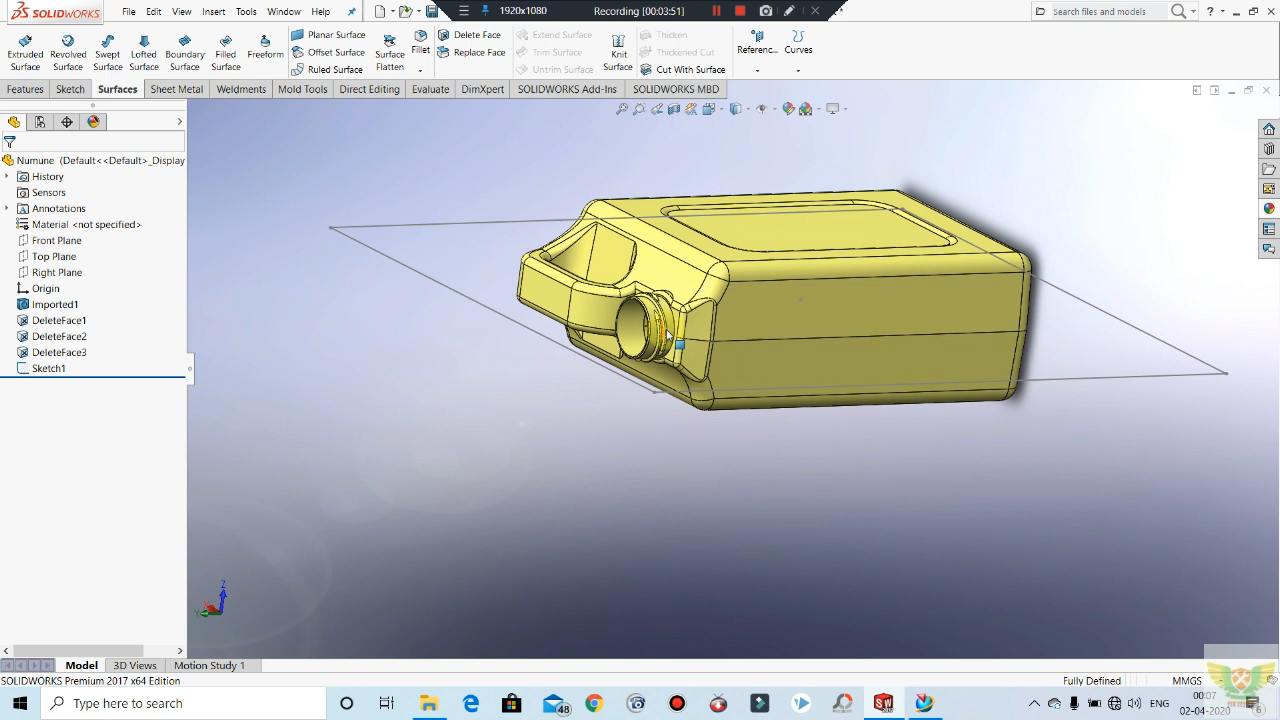 SOLIDWORKS
File
Edit
View
Insert
Tools
Window
Help
1920x1080
Recording [00:03:51]
search files and models
Extruded Surface
Revolved Surface
Swept Surface
Lofted Surface
Boundary Surface
Filled Surface
Freeform
Planar Surface
Offset Surface
Ruled Surface
Surface Flatten
Fillet
Delete Face
Replace Face
Extend Surface
Trim Surface
Untrim Surface
Knit Surface
Thicken
Thickened Cut
Cut With Surface
Referenc...
Curves
Features
Sketch
Surfaces
Sheet Metal
Weldments
Mold Tools
Direct Editing
Evaluate
DimXpert
SOLIDWORKS Add-Ins
SOLIDWORKS MBD
Numune (Default<<Default>_Display
History
Sensors
Annotations
Material <not specified>
Front Plane
Top Plane
Right Plane
Origin
Imported1
DeleteFace1
DeleteFace2
DeleteFace3
Sketch1
Z
Model
3D Views
Motion Study 1
SOLIDWORKS Premium 2017 x64 Edition
Fully Defined
MMGS
Type here to search
48
ENG
00:07
02-04-2020
6